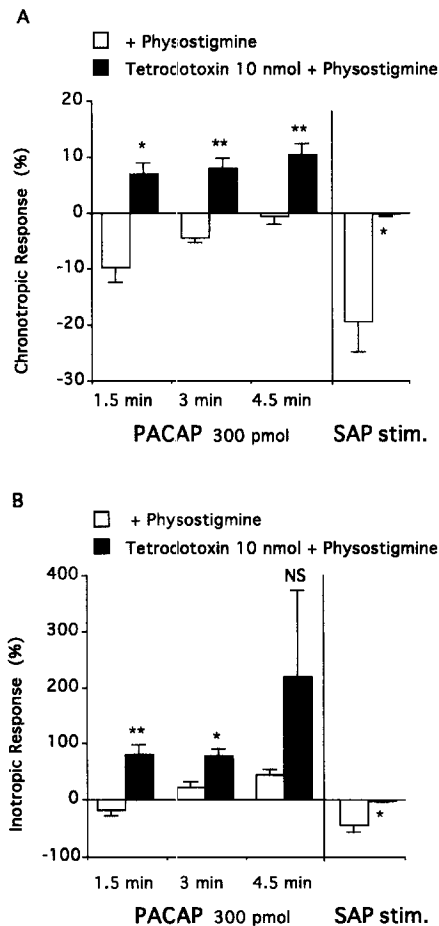 A
+ Physostigmine
Tetrodotoxin 10 nmol + Physostigmine
Chronotropic Response (%)
20
10
0
-10
-20
-30
*
**
**
*
1.5 min 3 min 4.5 min
PACAP 300 pmol SAP stim.
B
+ Physostigmine
Tetrodotoxin 10 nmol + Physostigmine
Inotropic Response (%)
400
300
200
100
0
-100
**
*
NS
*
1.5 min 3 min 4.5 min
PACAP 300 pmol SAP stim.